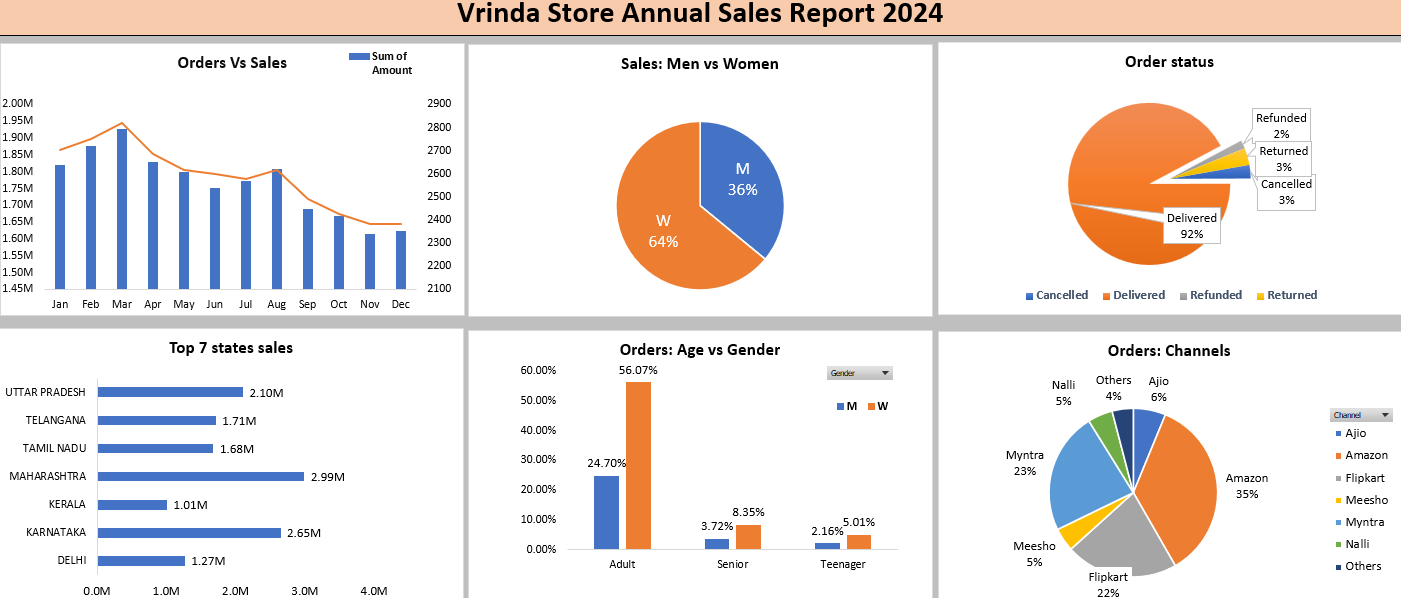 Vrinda Store Annual Sales Report 2024
Orders Vs Sales
Sum of
Amount
2.00M
1.95M
1.90M
1.85M
1.80M
1.75M
1.70M
1.65M
1.60M
1.55M
1.50M
1.45M
2900
2800
2700
2600
2500
2400
2300
2200
2100
Jan Feb Mar Apr May Jun Jul Aug Sep Oct Nov Dec
Sales: Men vs Women
M
36%
W
64%
Order status
Refunded
2%
Returned
3%
Cancelled
3%
Delivered
92%
Cancelled Delivered Refunded Returned
Top 7 states sales
UTTAR PRADESH 2.10M
TELANGANA 1.71M
TAMIL NADU 1.68M
MAHARASHTRA 2.99M
KERALA 1.01M
KARNATAKA 2.65M
DELHI 1.27M
0.0M 1.0M 2.0M 3.0M 4.0M
Orders: Age vs Gender
Gender
M W
60.00%
50.00%
40.00%
30.00%
20.00%
10.00%
0.00%
24.70% 56.07%
3.72% 8.35%
2.16% 5.01%
Adult Senior Teenager
Orders: Channels
Nalli
5%
Others
4%
Ajio
6%
Myntra
23%
Amazon
35%
Meesho
5%
Flipkart
22%
Channel
Ajio
Amazon
Flipkart
Meesho
Myntra
Nalli
Others